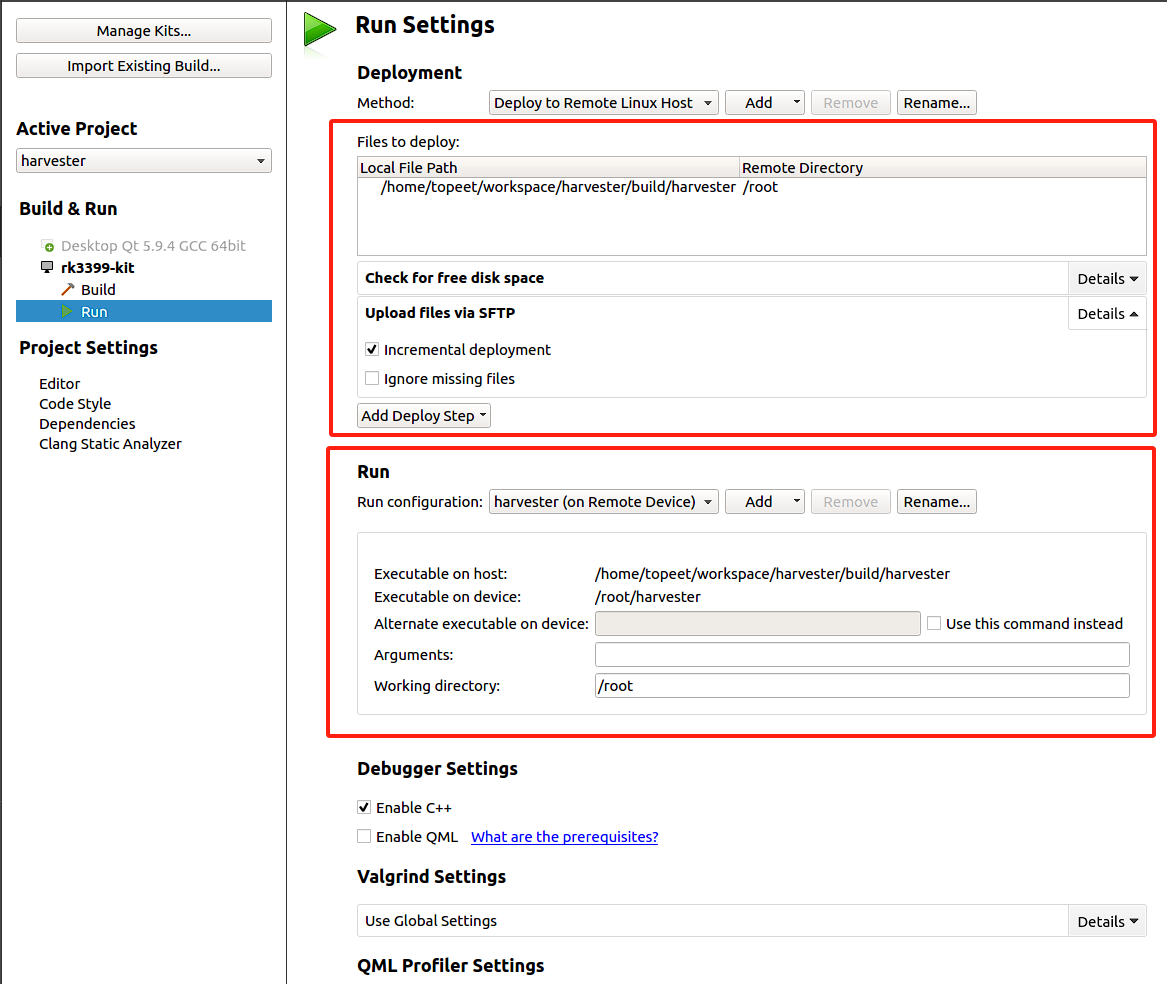 Manage Kits...
Import Existing Build...
Active Project
harvester
Build & Run
Desktop Qt 5.9.4 GCC 64bit
rk3399-kit
Build
Run
Project Settings
Editor
Code Style
Dependencies
Clang Static Analyzer
Run Settings
Deployment
Method: Deploy to Remote Linux Host Add Remove Rename...
Files to deploy:
Local File Path Remote Directory
/home/topeet/workspace/harvester/build/harvester /root
Check for free disk space Details
Upload files via SFTP Details
Incremental deployment
Ignore missing files
Add Deploy Step
Run
Run configuration: harvester (on Remote Device) Add Remove Rename...
Executable on host: /home/topeet/workspace/harvester/build/harvester
Executable on device: /root/harvester
Alternate executable on device: Use this command instead
Arguments:
Working directory: /root
Debugger Settings
Enable C++
Enable QML What are the prerequisites?
Valgrind Settings
Use Global Settings Details
QML Profiler Settings